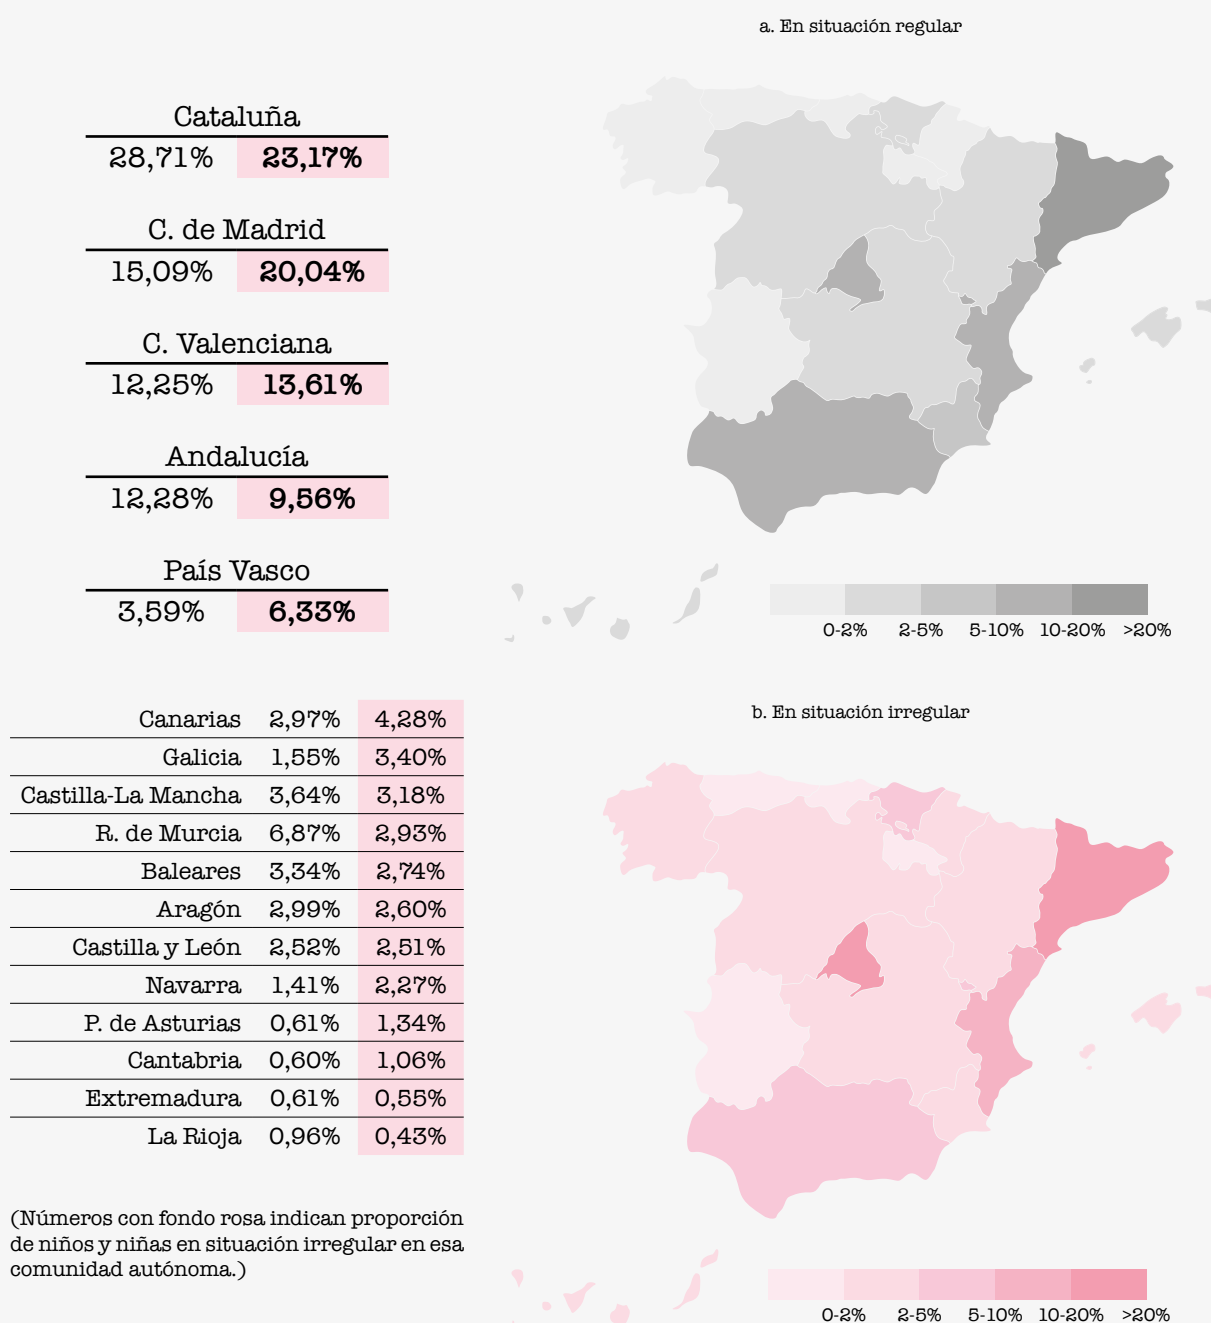 a. En situación regular
Cataluña
28,71% 23,17%
C. de Madrid
15,09% 20,04%
C. Valenciana
12,25% 13,61%
Andalucía
12,28% 9,56%
País Vasco
3,59% 6,33%
0-2% 2-5% 5-10% 10-20% >20%
Canarias 2,97% 4,28%
Galicia 1,55% 3,40%
Castilla-La Mancha 3,64% 3,18%
R. de Murcia 6,87% 2,93%
Baleares 3,34% 2,74%
Aragón 2,99% 2,60%
Castilla y León 2,52% 2,51%
Navarra 1,41% 2,27%
P. de Asturias 0,61% 1,34%
Cantabria 0,60% 1,06%
Extremadura 0,61% 0,55%
La Rioja 0,96% 0,43%
(Números con fondo rosa indican proporción
de niños y niñas en situación irregular en esa
comunidad autónoma.)
b. En situación irregular
0-2% 2-5% 5-10% 10-20% >20%